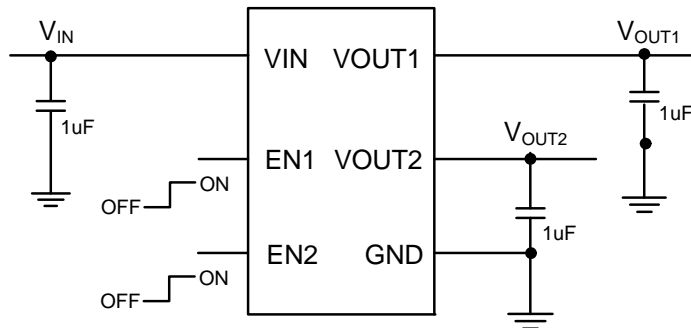 VIN VOUT1
VIN VOUT1
1uF 1uF
EN1 VOUT2 VOUT2
OFF ON
1uF
EN2 GND
OFF ON